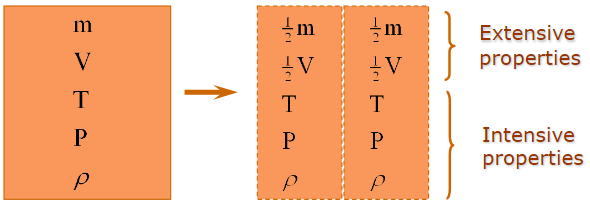 m
V
T
P
ρ
½m ½m
½V ½V
T T
P P
ρ ρ
Extensive
properties
Intensive
properties